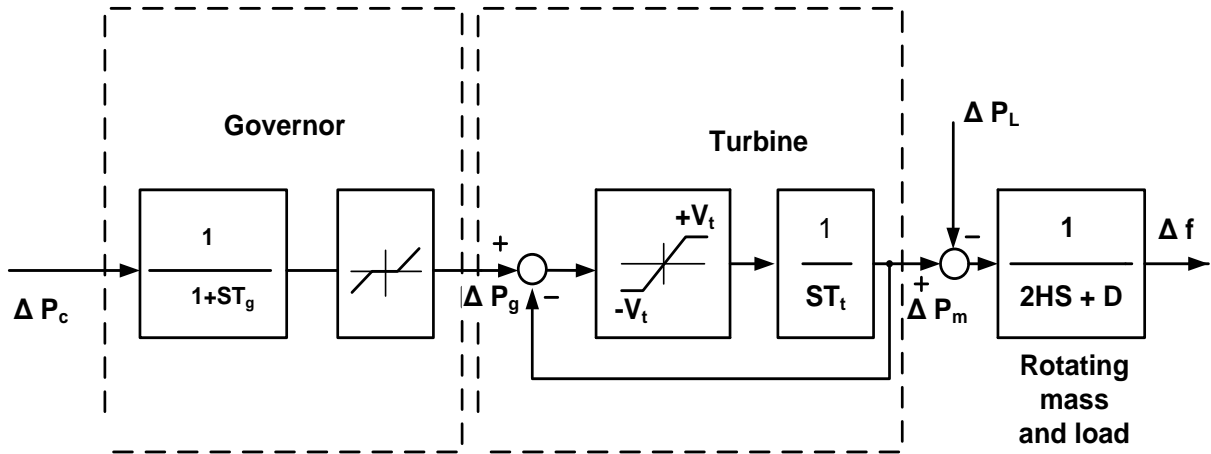 Governor
Turbine
Δ P_L
1
1+ST_g
+V_t
-V_t
1
ST_t
1
2HS + D
Δ P_c
+
−
Δ P_g
+
−
Δ P_m
Δ f
Rotating
mass
and load